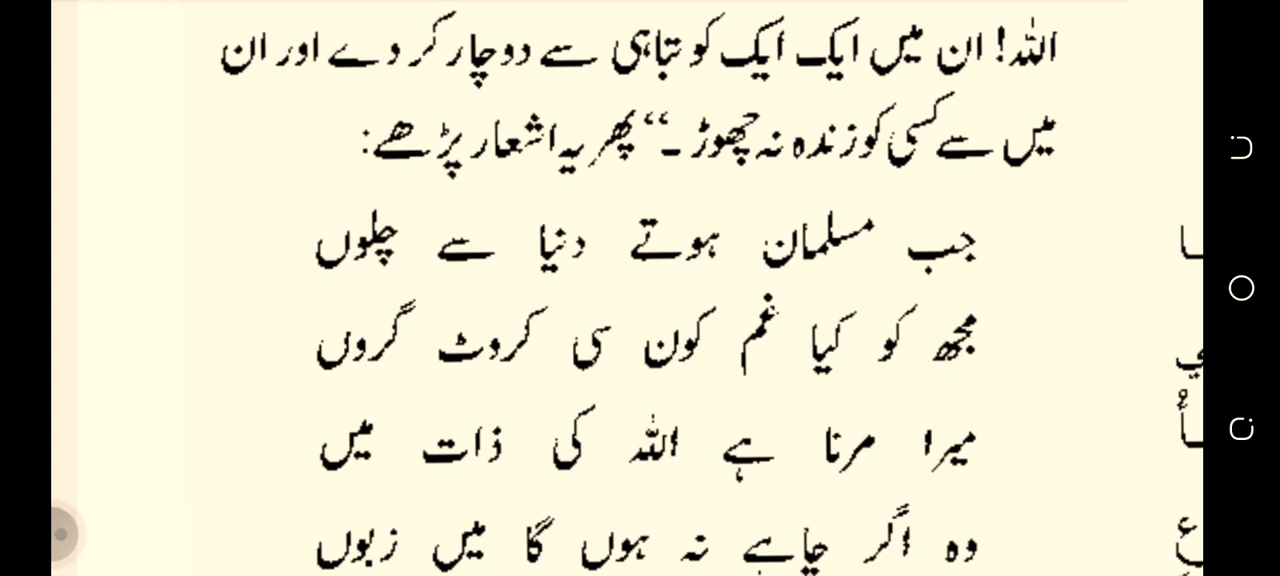 اللہ! ان میں ایک ایک کو تباہی سے دوچار کر دے اور ان
میں سے کسی کو زندہ نہ چھوڑ۔‘‘ پھر یہ اشعار پڑھے:
جب مسلمان ہوتے دنیا سے چلوں
مجھ کو کیا غم کون سی کروٹ گروں
میرا مرنا ہے اللہ کی ذات میں
وہ اگر چاہے نہ ہوں گا میں زبوں